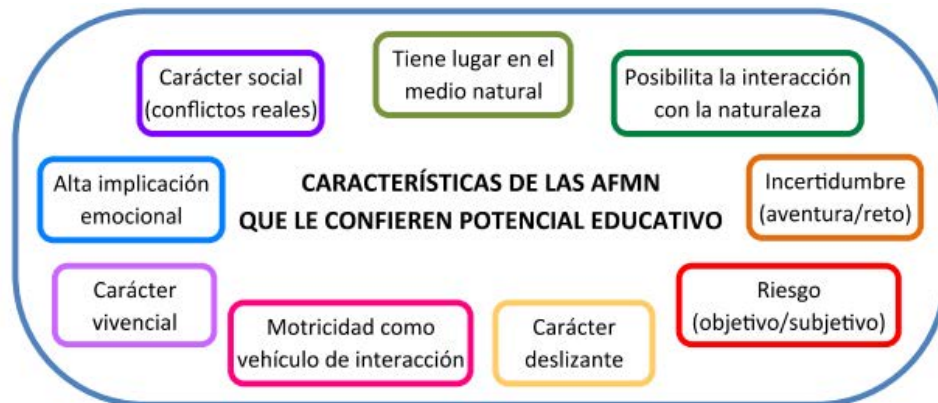 Carácter social
(conflictos reales)
Tiene lugar en el
medio natural
Posibilita la interacción
con la naturaleza
Alta implicación
emocional
CARACTERÍSTICAS DE LAS AFMN
QUE LE CONFIEREN POTENCIAL EDUCATIVO
Incertidumbre
(aventura/reto)
Carácter
vivencial
Motricidad como
vehículo de interacción
Carácter
deslizante
Riesgo
(objetivo/subjetivo)